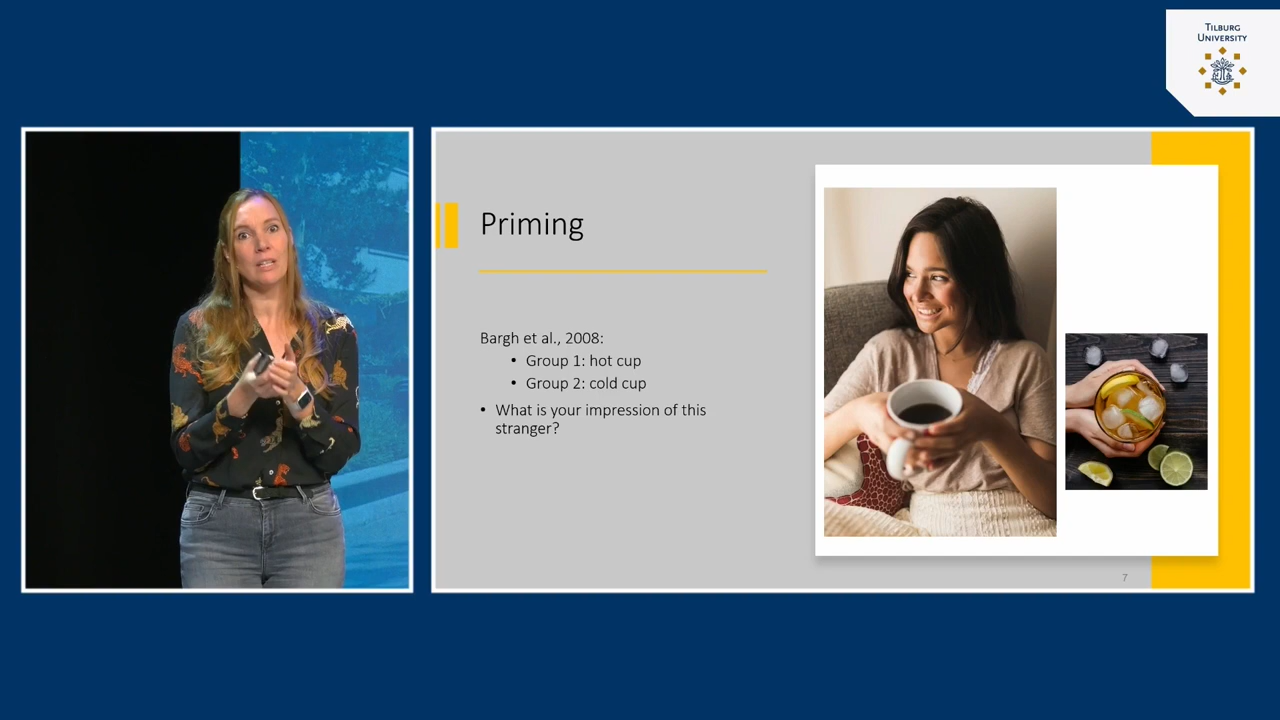 TILBURG
UNIVERSITY
Priming
Bargh et al., 2008:
• Group 1: hot cup
• Group 2: cold cup
• What is your impression of this
stranger?
7